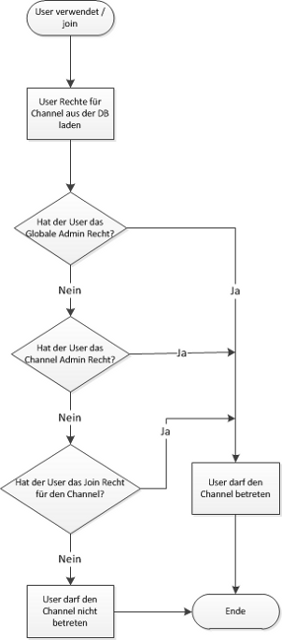 User verwendet /
join
User Rechte für
Channel aus der DB
laden
Hat der User das
Globale Admin Recht?
Ja
Nein
Hat der User das
Channel Admin Recht?
Ja
Nein
Ja
Hat der User das Join Recht
für den Channel?
User darf den
Channel betreten
Nein
User darf den
Channel nicht
betreten
Ende